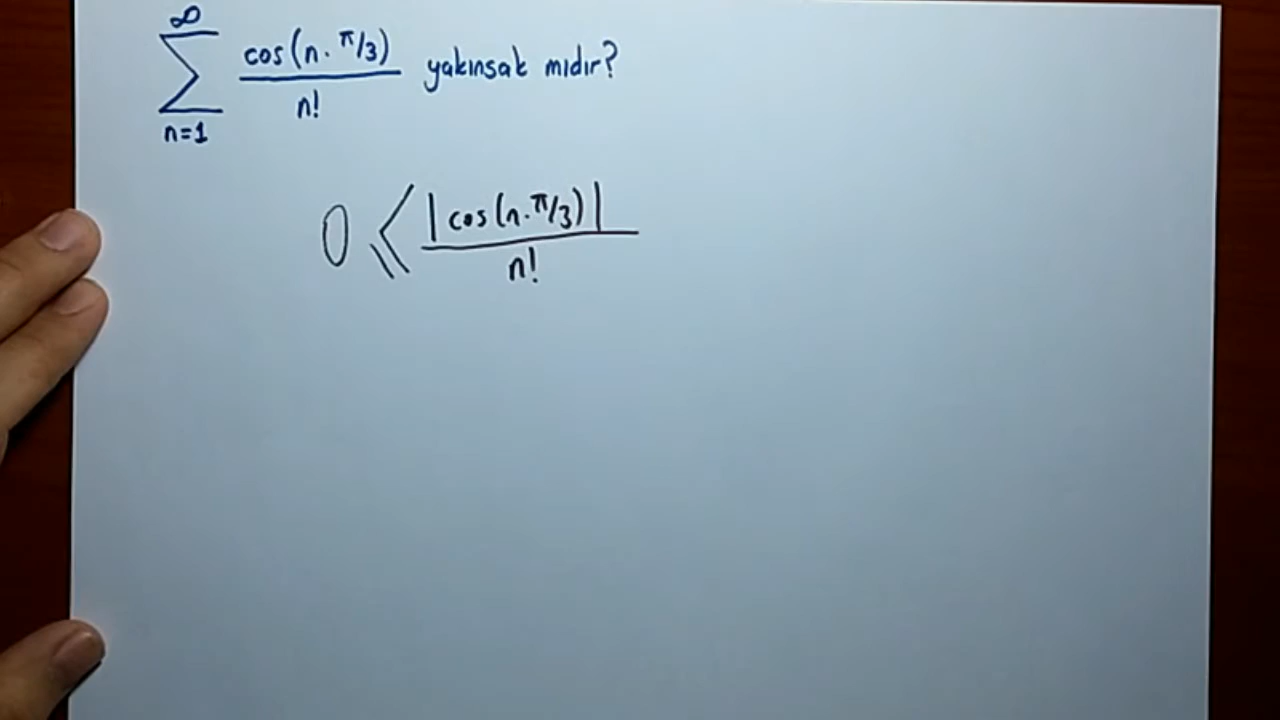 ∞
∑ cos(n. π/3) / n! yakınsak mıdır?
n=1
0 ≤ |cos(n. π/3)| / n!